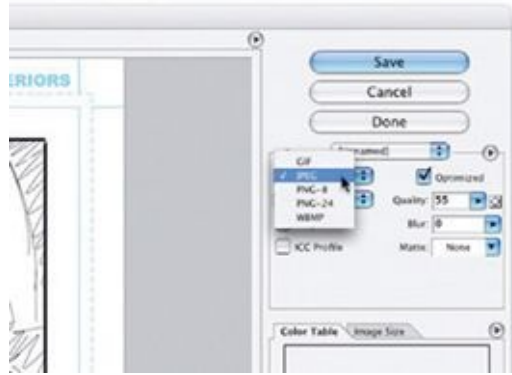 ERIORS
Save
Cancel
Done
[Unnamed]
GIF
✓ JPEG
PNG-8
PNG-24
WBMP
Optimized
Quality: 55
Blur: 0
ICC Profile
Matte: None
Color Table
Image Size